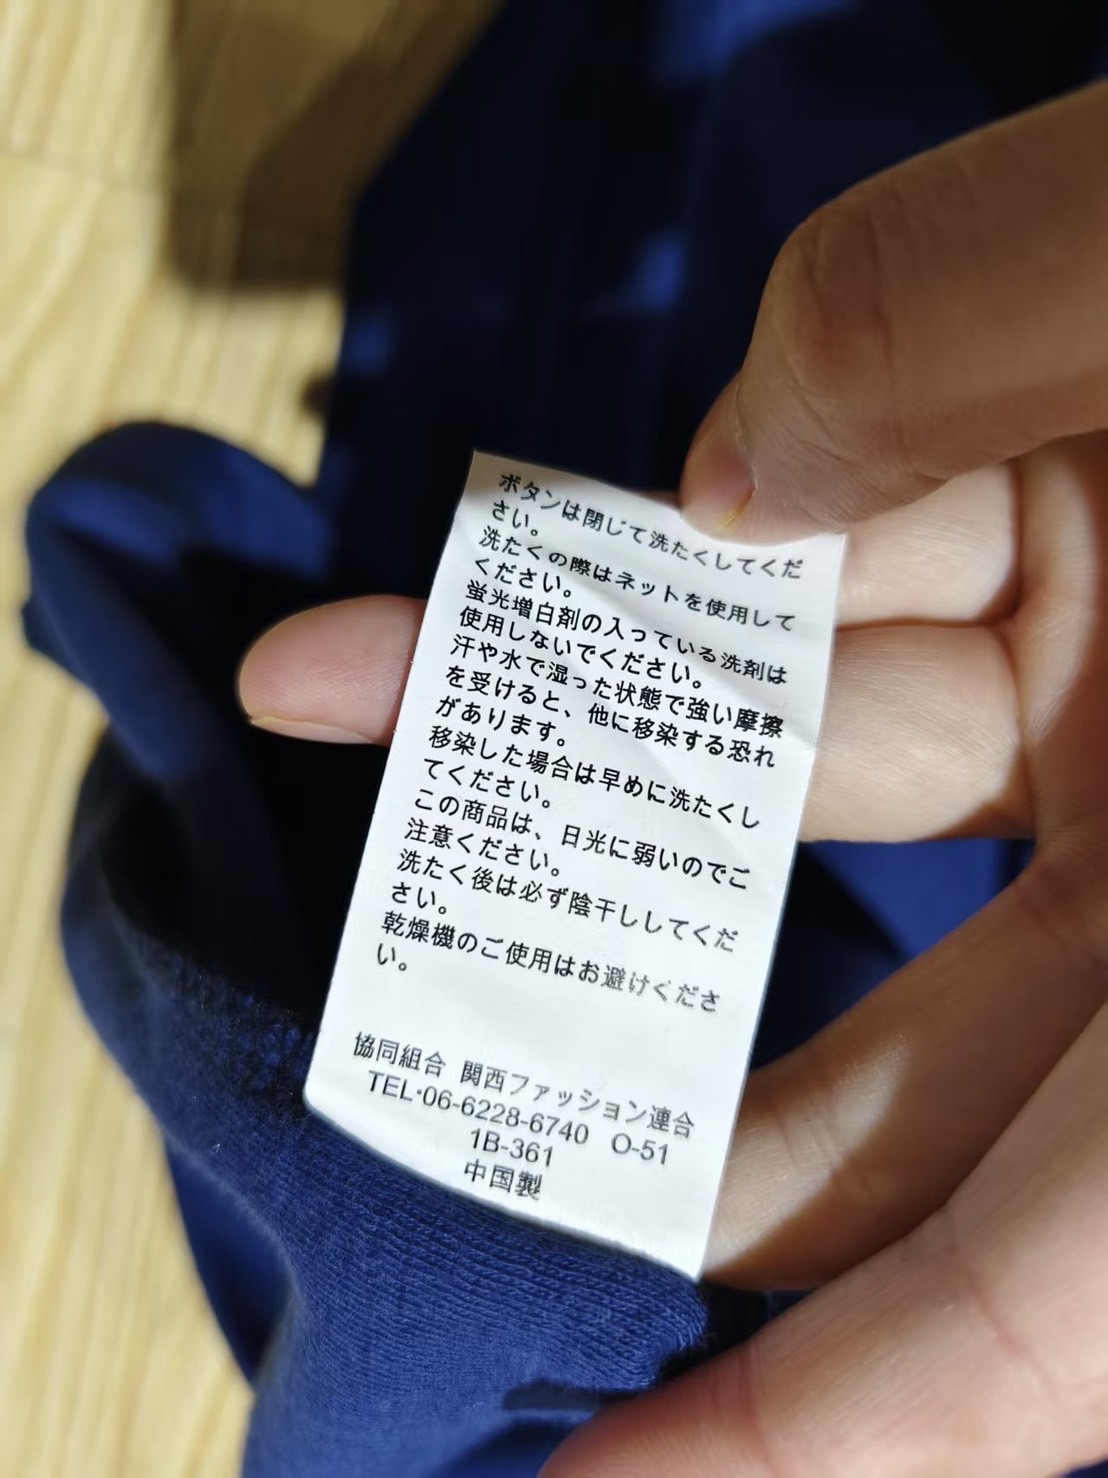 ボタンは閉じて洗たくしてくだ
さい。
洗たくの際はネットを使用して
ください。
蛍光増白剤の入っている洗剤は
使用しないでください。
汗や水で湿った状態で強い摩擦
を受けると、他に移染する恐れ
があります。
移染した場合は早めに洗たくし
てください。
この商品は、日光に弱いのでご
注意ください。
洗たく後は必ず陰干ししてくだ
さい。
乾燥機のご使用はお避けくださ
い。
協同組合 関西ファッション連合
TEL・06-6228-6740 O-51
1B-361
中国製